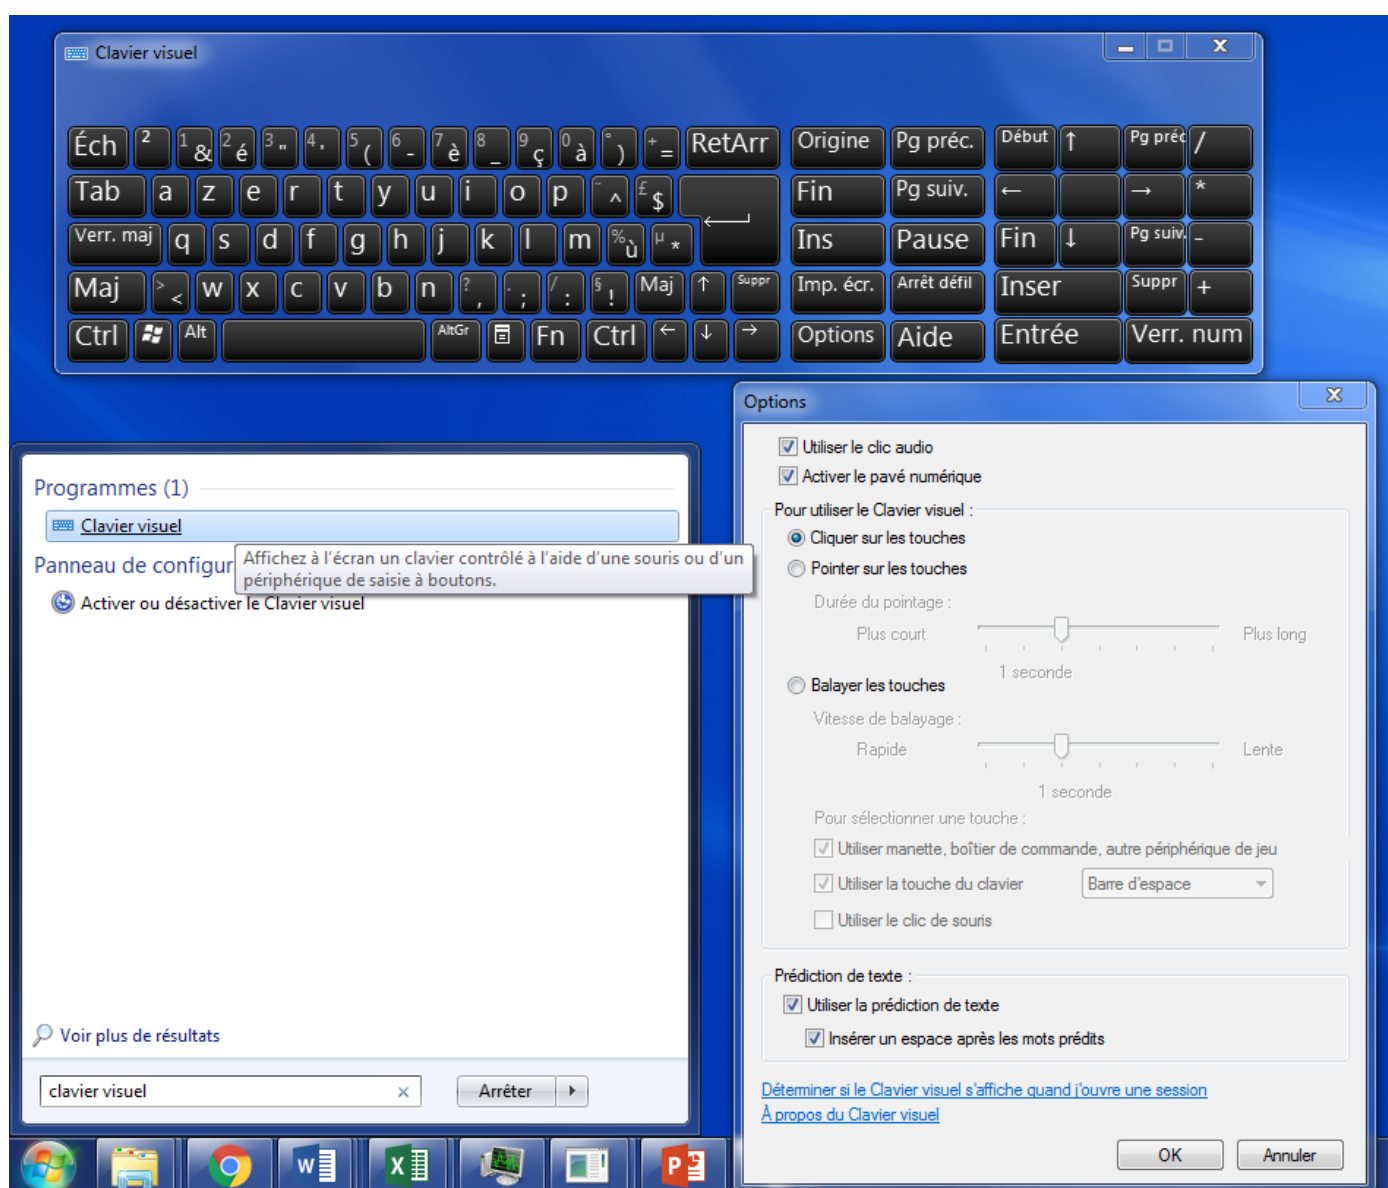 Clavier visuel
Éch ² 1 & 2 é 3 " 4 ' 5 ( 6 - 7 è 8 _ 9 ç 0 à ° ) + = RetArr Origine Pg préc. Début ↑ Pg préc /
Tab a z e r t y u i o p ¨ ^ £ $ Fin Pg suiv. ← → *
Verr. maj q s d f g h j k l m % ù µ * Ins Pause Fin ↓ Pg suiv. -
Maj > < w x c v b n ? , . ; / : § ! Maj ↑ Suppr Imp. écr. Arrêt défil Inser Suppr +
Ctrl Alt AltGr Fn Ctrl ← ↓ → Options Aide Entrée Verr. num
Programmes (1)
Clavier visuel
Affichez à l'écran un clavier contrôlé à l'aide d'une souris ou d'un
périphérique de saisie à boutons.
Panneau de configur
Activer ou désactiver le Clavier visuel
Voir plus de résultats
clavier visuel x Arrêter
Options
Utiliser le clic audio
Activer le pavé numérique
Pour utiliser le Clavier visuel :
Cliquer sur les touches
Pointer sur les touches
Durée du pointage :
Plus court Plus long
1 seconde
Balayer les touches
Vitesse de balayage :
Rapide Lente
1 seconde
Pour sélectionner une touche :
Utiliser manette, boîtier de commande, autre périphérique de jeu
Utiliser la touche du clavier Barre d'espace
Utiliser le clic de souris
Prédiction de texte :
Utiliser la prédiction de texte
Insérer un espace après les mots prédits
Déterminer si le Clavier visuel s'affiche quand j'ouvre une session
À propos du Clavier visuel
OK Annuler
W X P